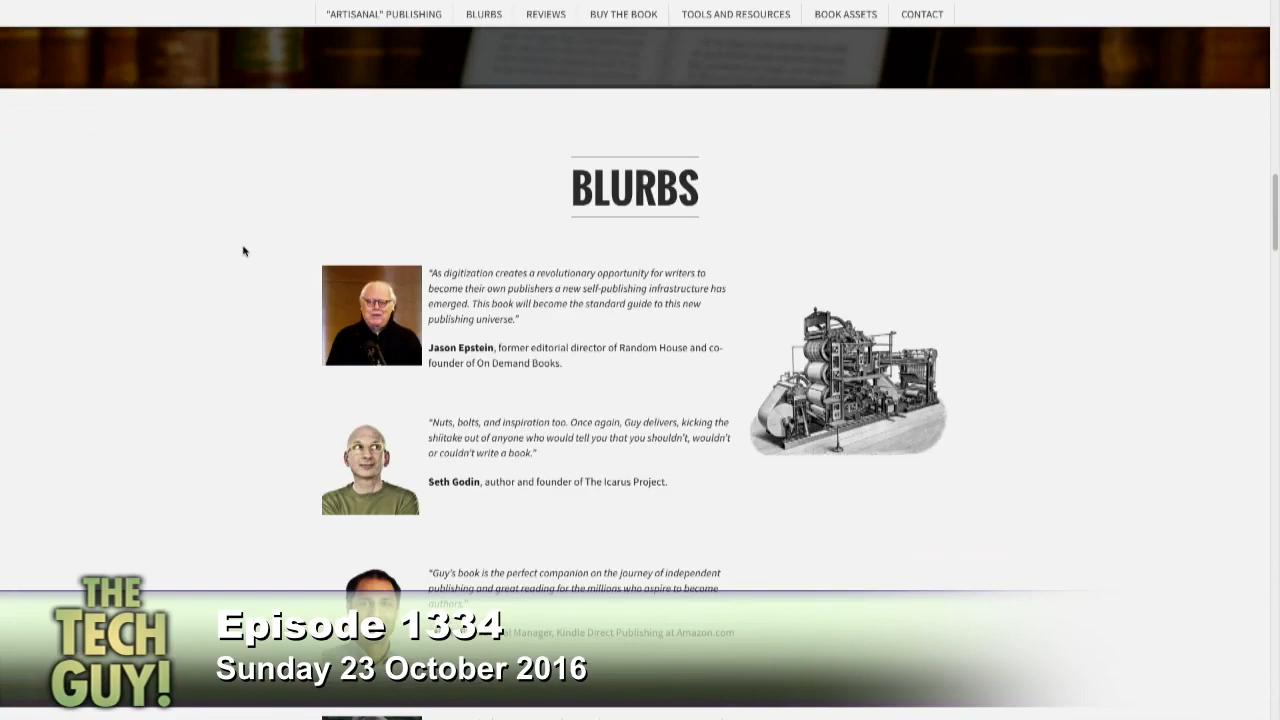 "ARTISANAL" PUBLISHING BLURBS REVIEWS BUY THE BOOK TOOLS AND RESOURCES BOOK ASSETS CONTACT
BLURBS
"As digitization creates a revolutionary opportunity for writers to
become their own publishers a new self-publishing infrastructure has
emerged. This book will become the standard guide to this new
publishing universe."
Jason Epstein, former editorial director of Random House and co-
founder of On Demand Books.
"Nuts, bolts, and inspiration too. Once again, Guy delivers, kicking the
shiitake out of anyone who would tell you that you shouldn't, wouldn't
or couldn't write a book."
Seth Godin, author and founder of The Icarus Project.
"Guy's book is the perfect companion on the journey of independent
publishing and great reading for the millions who aspire to become
authors."
Manager, Kindle Direct Publishing at Amazon.com
THE
TECH
GUY!
Episode 1334
Sunday 23 October 2016